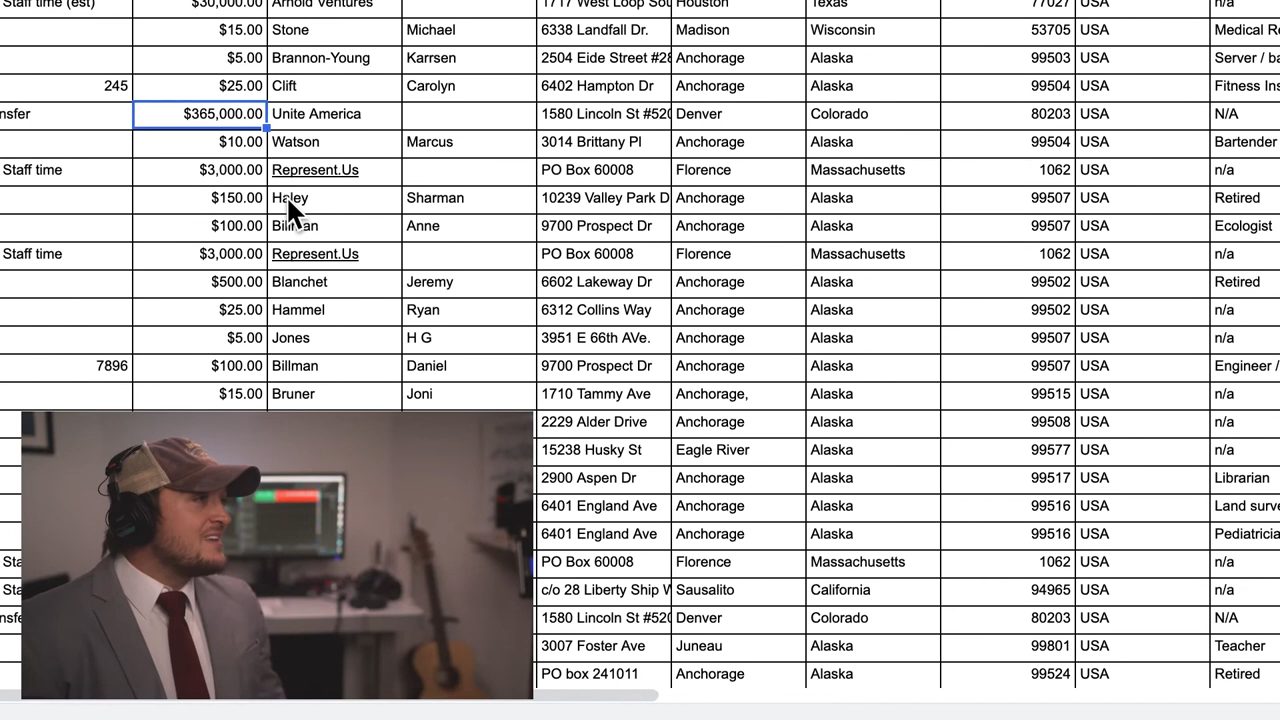 Staff time (est) $30,000.00 Arnold Ventures 1717 West Loop Sou Houston Texas 77027 USA n/a
$15.00 Stone Michael 6338 Landfall Dr. Madison Wisconsin 53705 USA Medical Re
$5.00 Brannon-Young Karrsen 2504 Eide Street #28 Anchorage Alaska 99503 USA Server / ba
245 $25.00 Clift Carolyn 6402 Hampton Dr Anchorage Alaska 99504 USA Fitness Ins
nsfer $365,000.00 Unite America 1580 Lincoln St #520 Denver Colorado 80203 USA N/A
$10.00 Watson Marcus 3014 Brittany Pl Anchorage Alaska 99504 USA Bartender
Staff time $3,000.00 Represent.Us PO Box 60008 Florence Massachusetts 1062 USA n/a
$150.00 Haley Sharman 10239 Valley Park D Anchorage Alaska 99507 USA Retired
$100.00 Billman Anne 9700 Prospect Dr Anchorage Alaska 99507 USA Ecologist
Staff time $3,000.00 Represent.Us PO Box 60008 Florence Massachusetts 1062 USA n/a
$500.00 Blanchet Jeremy 6602 Lakeway Dr Anchorage Alaska 99502 USA Retired
$25.00 Hammel Ryan 6312 Collins Way Anchorage Alaska 99502 USA n/a
$5.00 Jones H G 3951 E 66th AVe. Anchorage Alaska 99507 USA n/a
7896 $100.00 Billman Daniel 9700 Prospect Dr Anchorage Alaska 99507 USA Engineer /
$15.00 Bruner Joni 1710 Tammy Ave Anchorage, Alaska 99515 USA n/a
2229 Alder Drive Anchorage Alaska 99508 USA n/a
15238 Husky St Eagle River Alaska 99577 USA n/a
2900 Aspen Dr Anchorage Alaska 99517 USA Librarian
6401 England Ave Anchorage Alaska 99516 USA Land surve
6401 England Ave Anchorage Alaska 99516 USA Pediatricia
Sta PO Box 60008 Florence Massachusetts 1062 USA n/a
Sta c/o 28 Liberty Ship W Sausalito California 94965 USA n/a
nsfe 1580 Lincoln St #520 Denver Colorado 80203 USA N/A
3007 Foster Ave Juneau Alaska 99801 USA Teacher
PO box 241011 Anchorage Alaska 99524 USA Retired